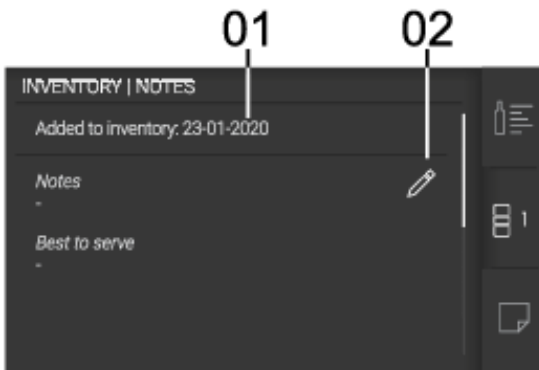 01 02
INVENTORY | NOTES
Added to inventory: 23-01-2020
Notes
-
Best to serve
-
1